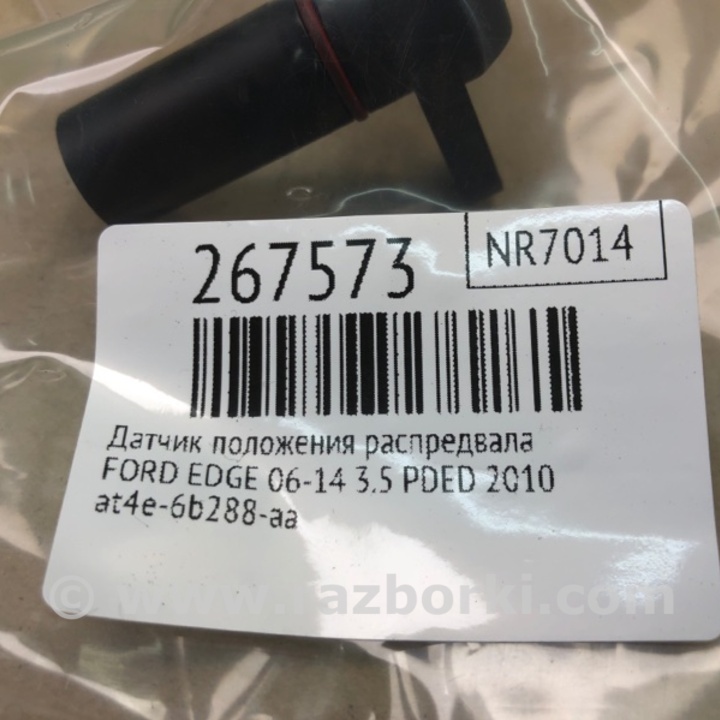 267573
NR7014
Датчик положения распредвала
FORD EDGE 06-14 3.5 PDED 2010
at4e-6b288-aa
© www.razborki.com